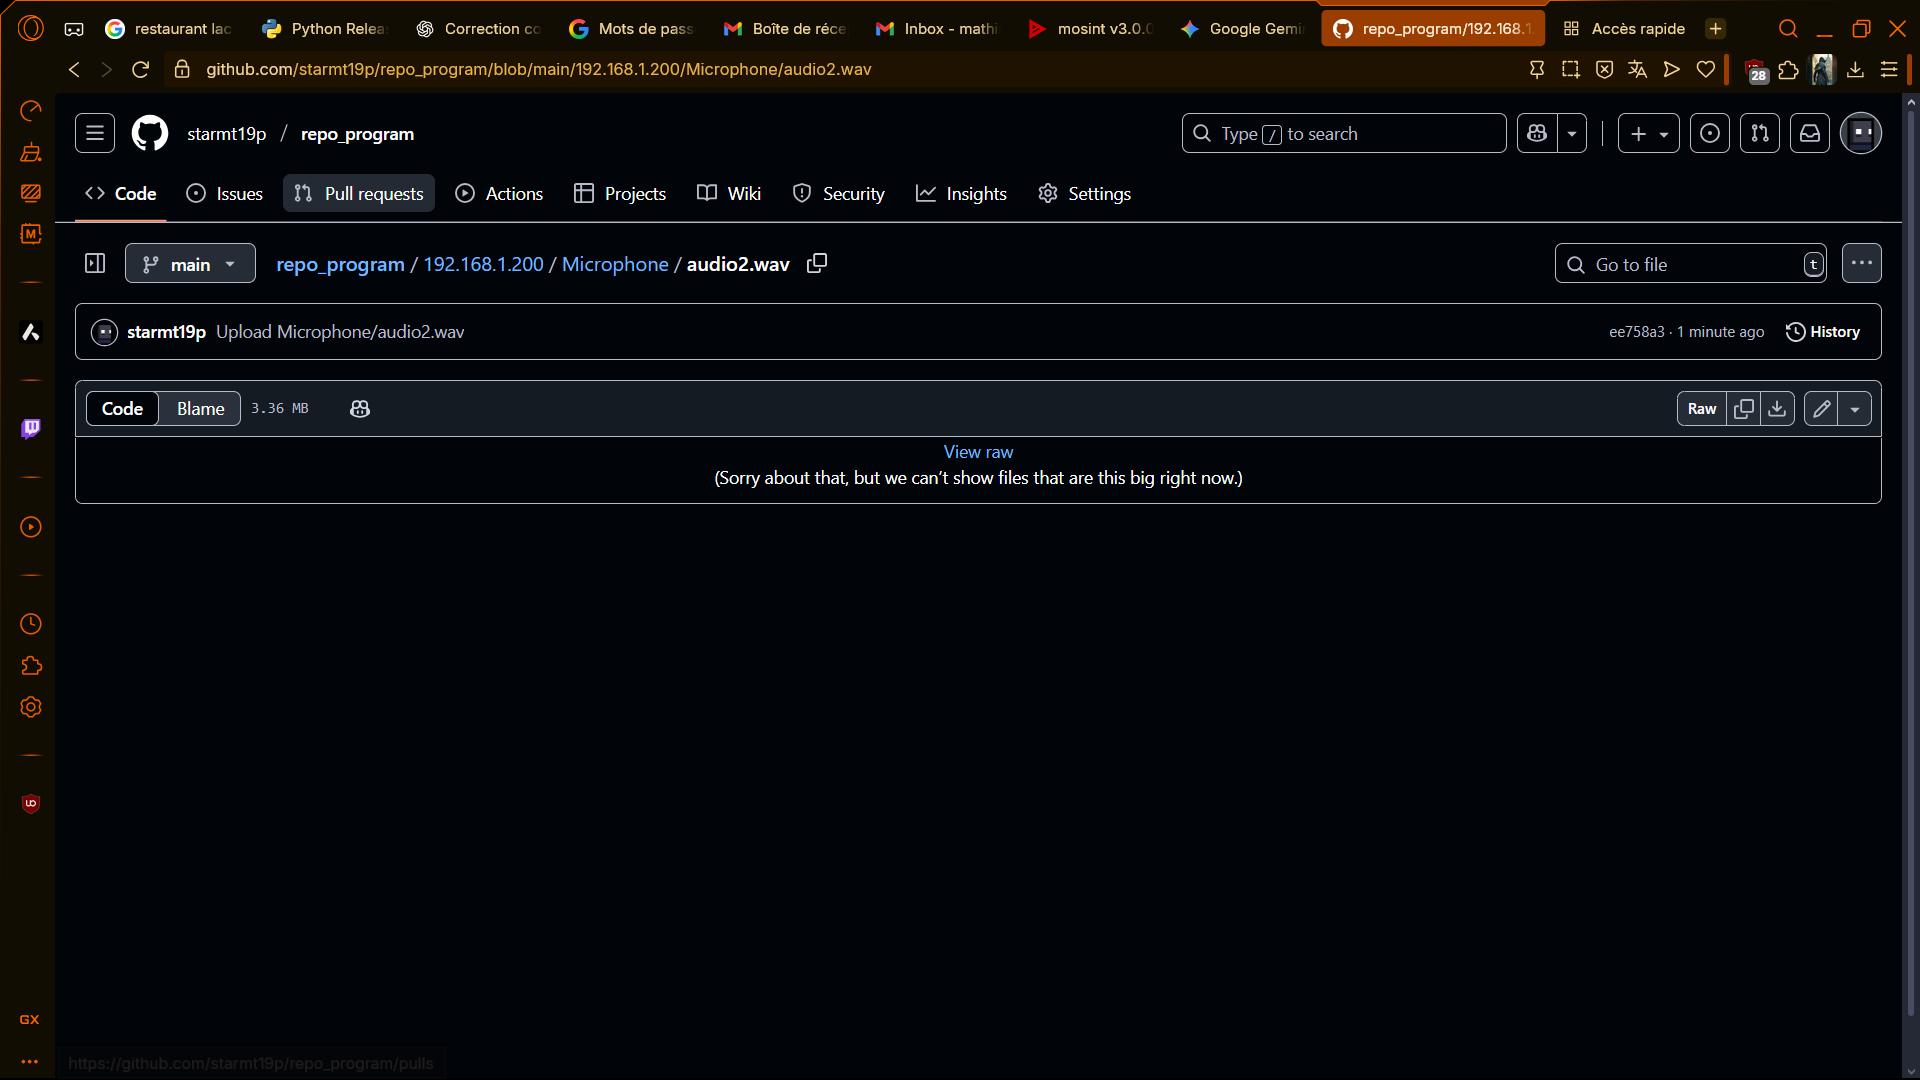 restaurant lac
Python Relea
Correction co
Mots de pass
Boîte de réce
Inbox - mathi
mosint v3.0.0
Google Gemi
repo_program/192.168.1.
Accès rapide
github.com/starmt19p/repo_program/blob/main/192.168.1.200/Microphone/audio2.wav
28
starmt19p / repo_program
Type / to search
Code
Issues
Pull requests
Actions
Projects
Wiki
Security
Insights
Settings
main
repo_program / 192.168.1.200 / Microphone / audio2.wav
Go to file
t
starmt19p Upload Microphone/audio2.wav
ee758a3 · 1 minute ago
History
Code
Blame
3.36 MB
Raw
View raw
(Sorry about that, but we can’t show files that are this big right now.)
GX
https://github.com/starmt19p/repo_program/pulls